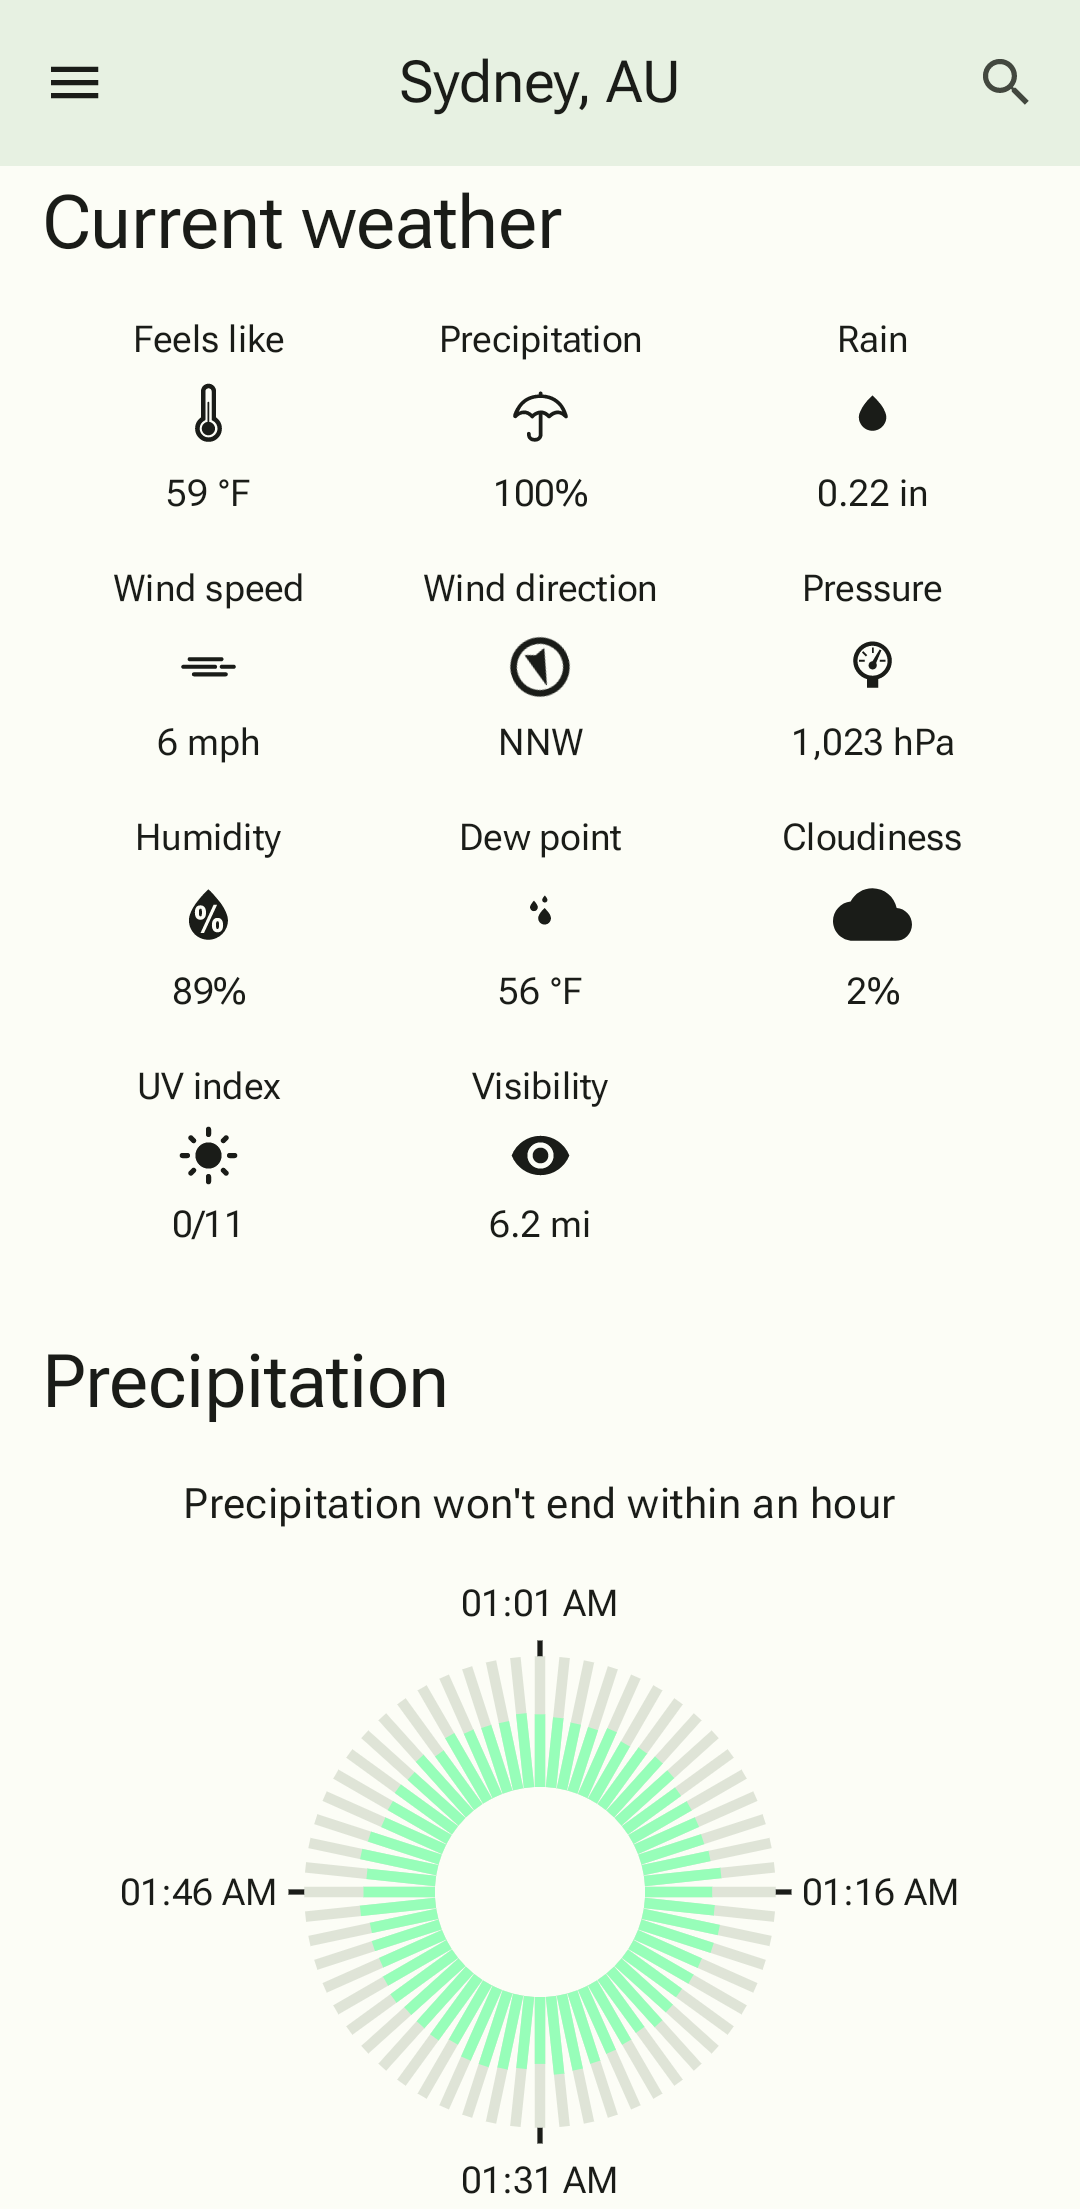 Sydney, AU
Current weather
Feels like
Precipitation
Rain
59 °F
100%
0.22 in
Wind speed
Wind direction
Pressure
6 mph
NNW
1,023 hPa
Humidity
Dew point
Cloudiness
%
89%
56 °F
2%
UV index
Visibility
0/11
6.2 mi
Precipitation
Precipitation won't end within an hour
01:01 AM
01:46 AM
01:16 AM
01:31 AM